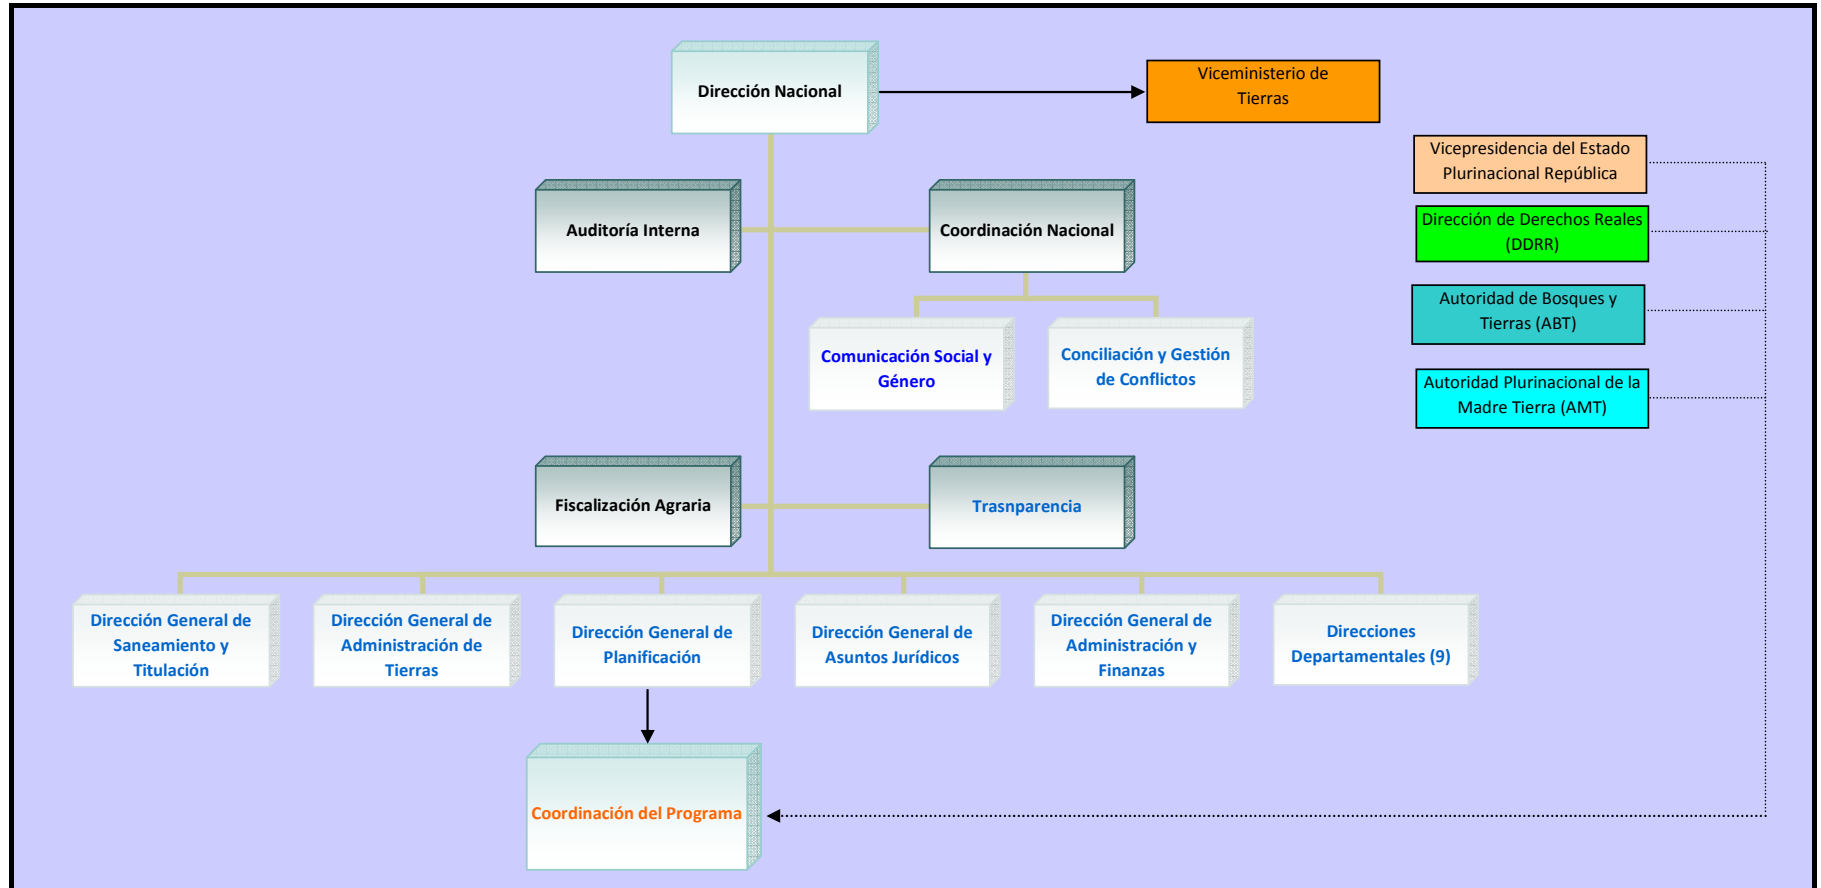 Dirección Nacional
Viceministerio de
Tierras
Vicepresidencia del Estado
Plurinacional República
Auditoría Interna
Coordinación Nacional
Dirección de Derechos Reales
(DDRR)
Autoridad de Bosques y
Tierras (ABT)
Comunicación Social y
Género
Conciliación y Gestión
de Conflictos
Autoridad Plurinacional de la
Madre Tierra (AMT)
Fiscalización Agraria
Trasnparencia
Dirección General de
Saneamiento y
Titulación
Dirección General de
Administración de
Tierras
Dirección General de
Planificación
Dirección General de
Asuntos Jurídicos
Dirección General de
Administración y
Finanzas
Direcciones
Departamentales (9)
Coordinación del Programa